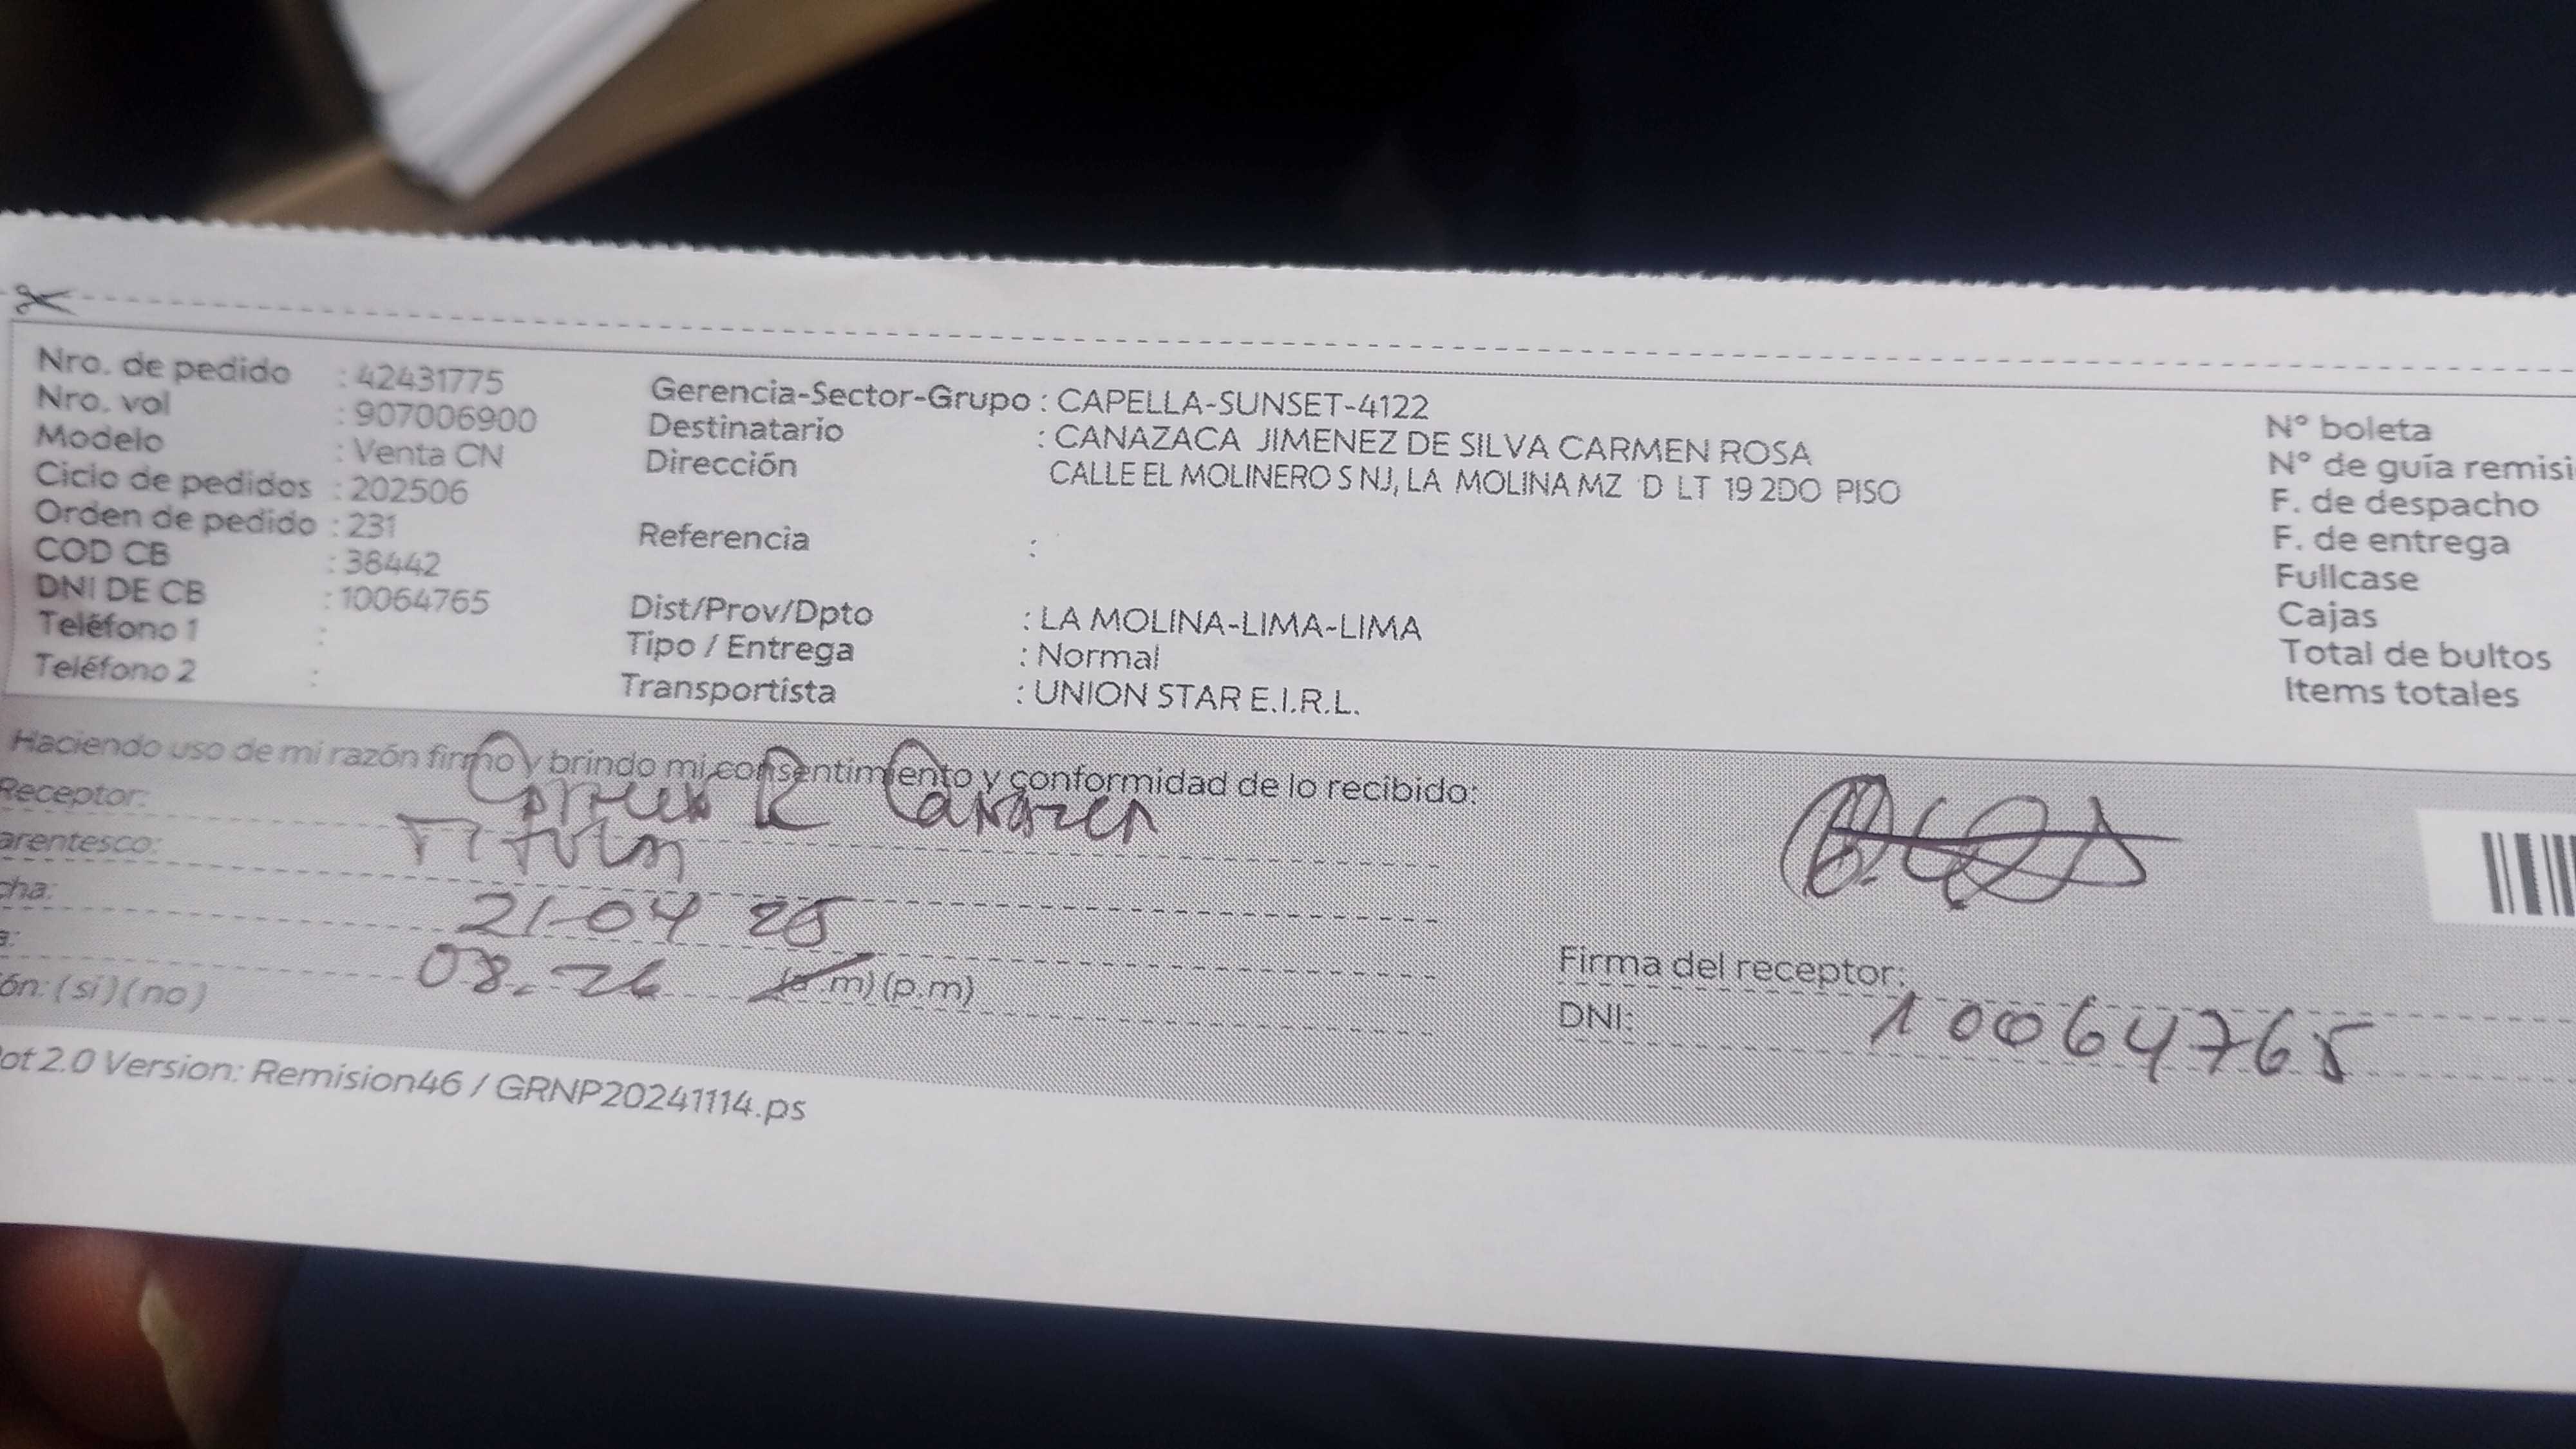 Nro. de pedido : 42431775
Nro. vol : 907006900
Modelo : Venta CN
Ciclo de pedidos : 202506
Orden de pedido : 231
COD CB : 38442
DNI DE CB : 10064765
Teléfono 1 :
Teléfono 2 :
Gerencia-Sector-Grupo : CAPELLA-SUNSET-4122
Destinatario : CANAZACA JIMENEZ DE SILVA CARMEN ROSA
Dirección CALLE EL MOLINERO S NJ, LA MOLINA MZ D LT 19 2DO PISO
Referencia :
Dist/Prov/Dpto : LA MOLINA-LIMA-LIMA
Tipo / Entrega : Normal
Transportista : UNION STAR E.I.R.L.
N° boleta
N° de guía remisi
F. de despacho
F. de entrega
Fullcase
Cajas
Total de bultos
Items totales
Haciendo uso de mi razón firmo y brindo mi consentimiento y conformidad de lo recibido:
Receptor: R
arentesco:
cha: 21-04 25
a: 08. 26 (a.m) (p.m)
ón: (si) (no)
Firma del receptor:
DNI: 10064765
ot 2.0 Version: Remision46 / GRNP20241114.ps